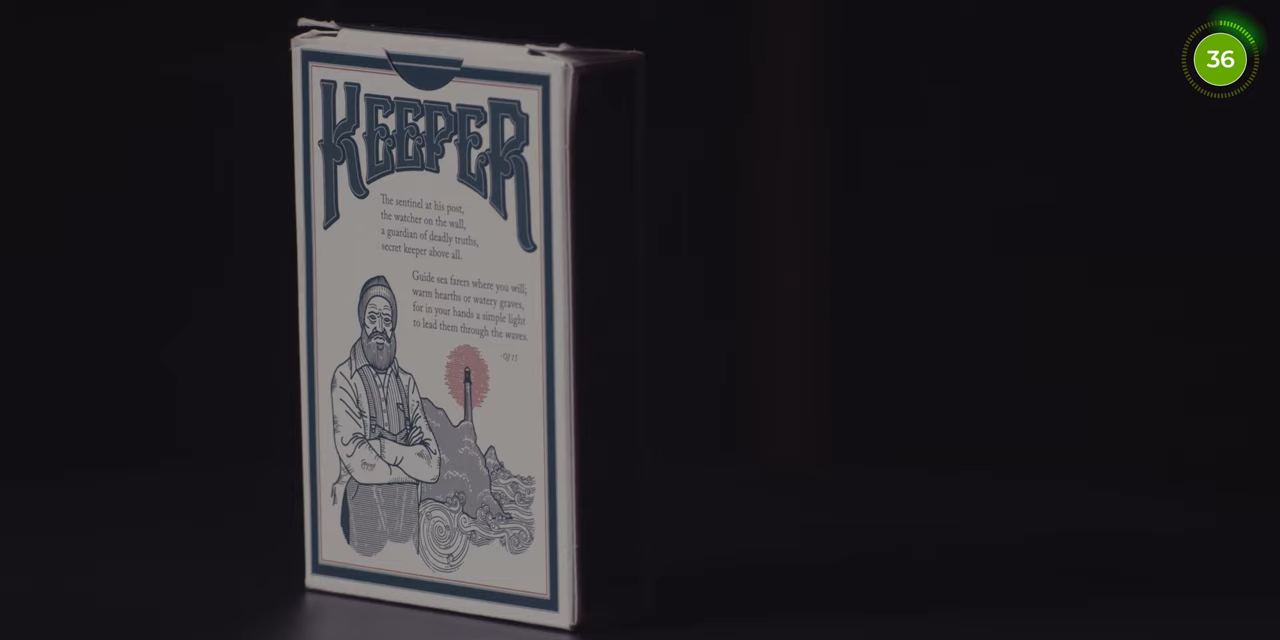 36
KEEPER
The sentinel at his post,
the watcher on the wall,
a guardian of deadly truths,
secret keeper above all.
Guide sea farers where you will;
warm hearths or watery graves,
for in your hands a simple light
to lead them through the waves.